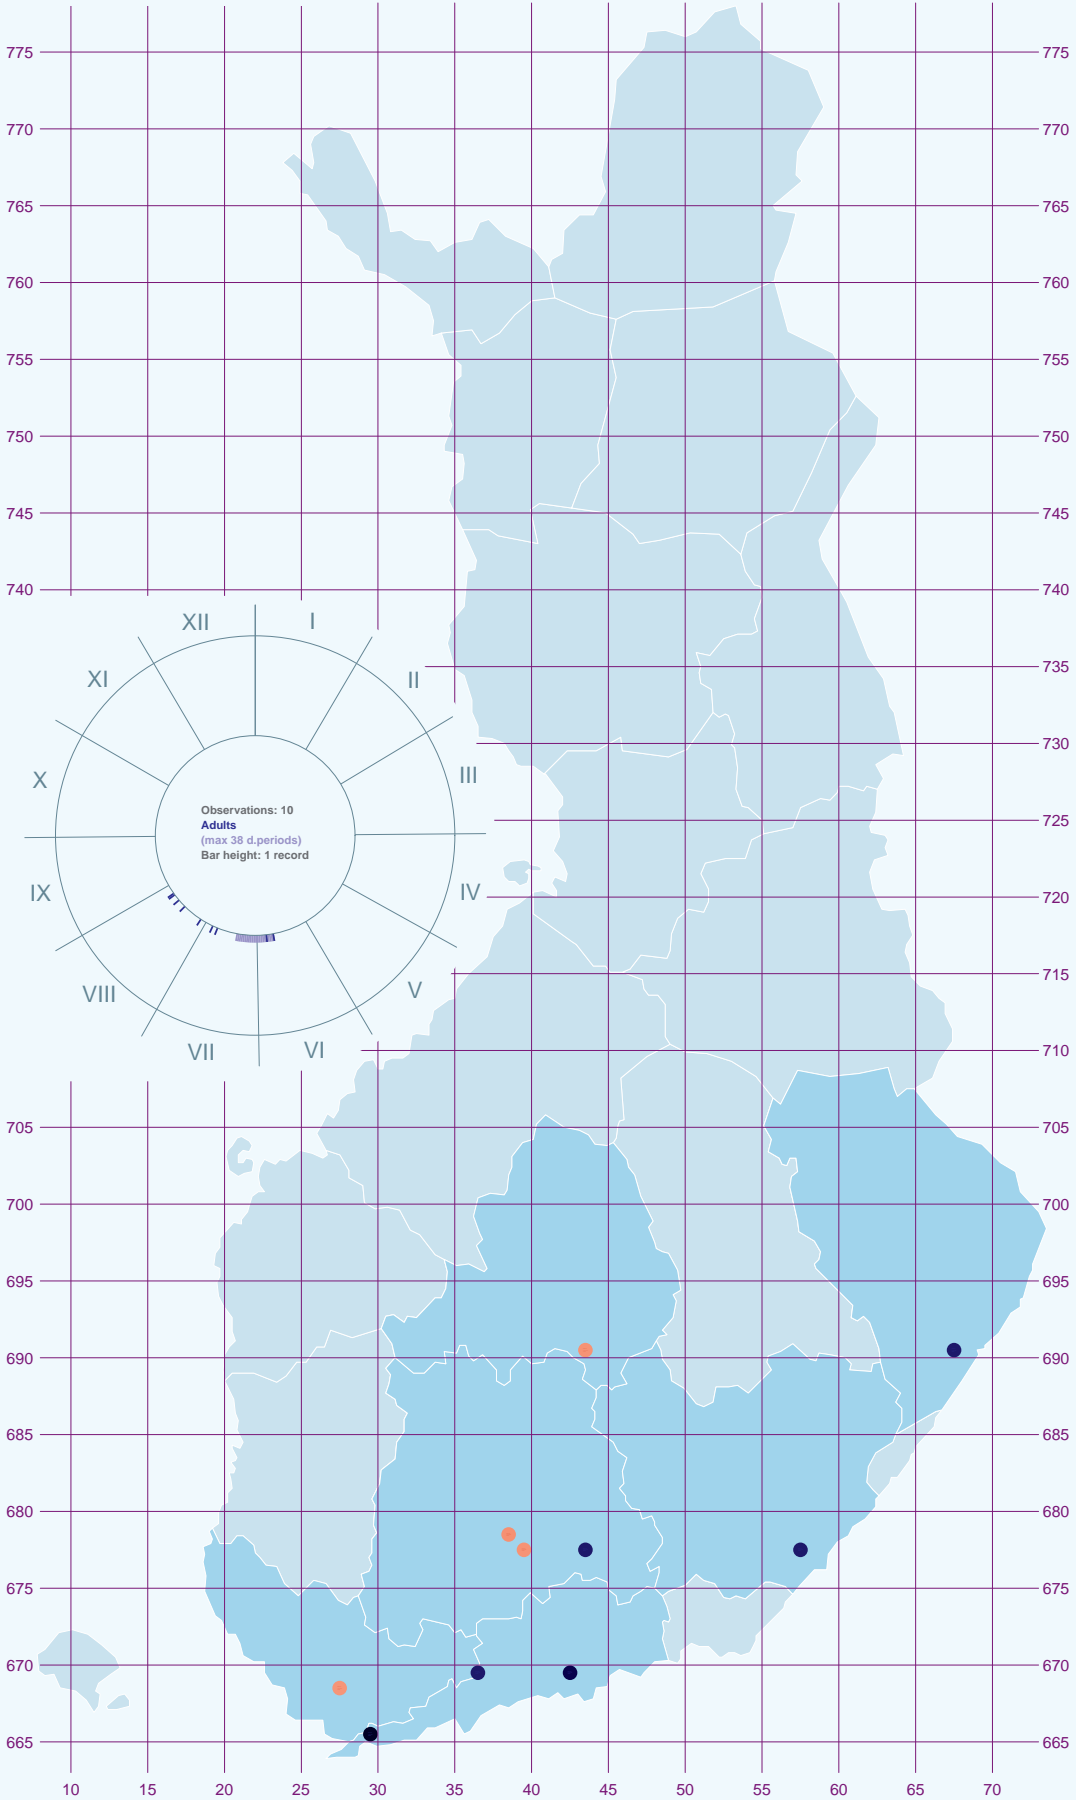 775 775
770 770
765 765
760 760
755 755
750 750
745 745
740 740
XII I
XI II
735
730
X III
Observations: 10
Adults
(max 38 d.periods)
Bar height: 1 record
725
IX IV
720
715
VIII V
VII VI
710
705 705
700 700
695 695
690 690
685 685
680 680
675 675
670 670
665 665
10 15 20 25 30 35 40 45 50 55 60 65 70